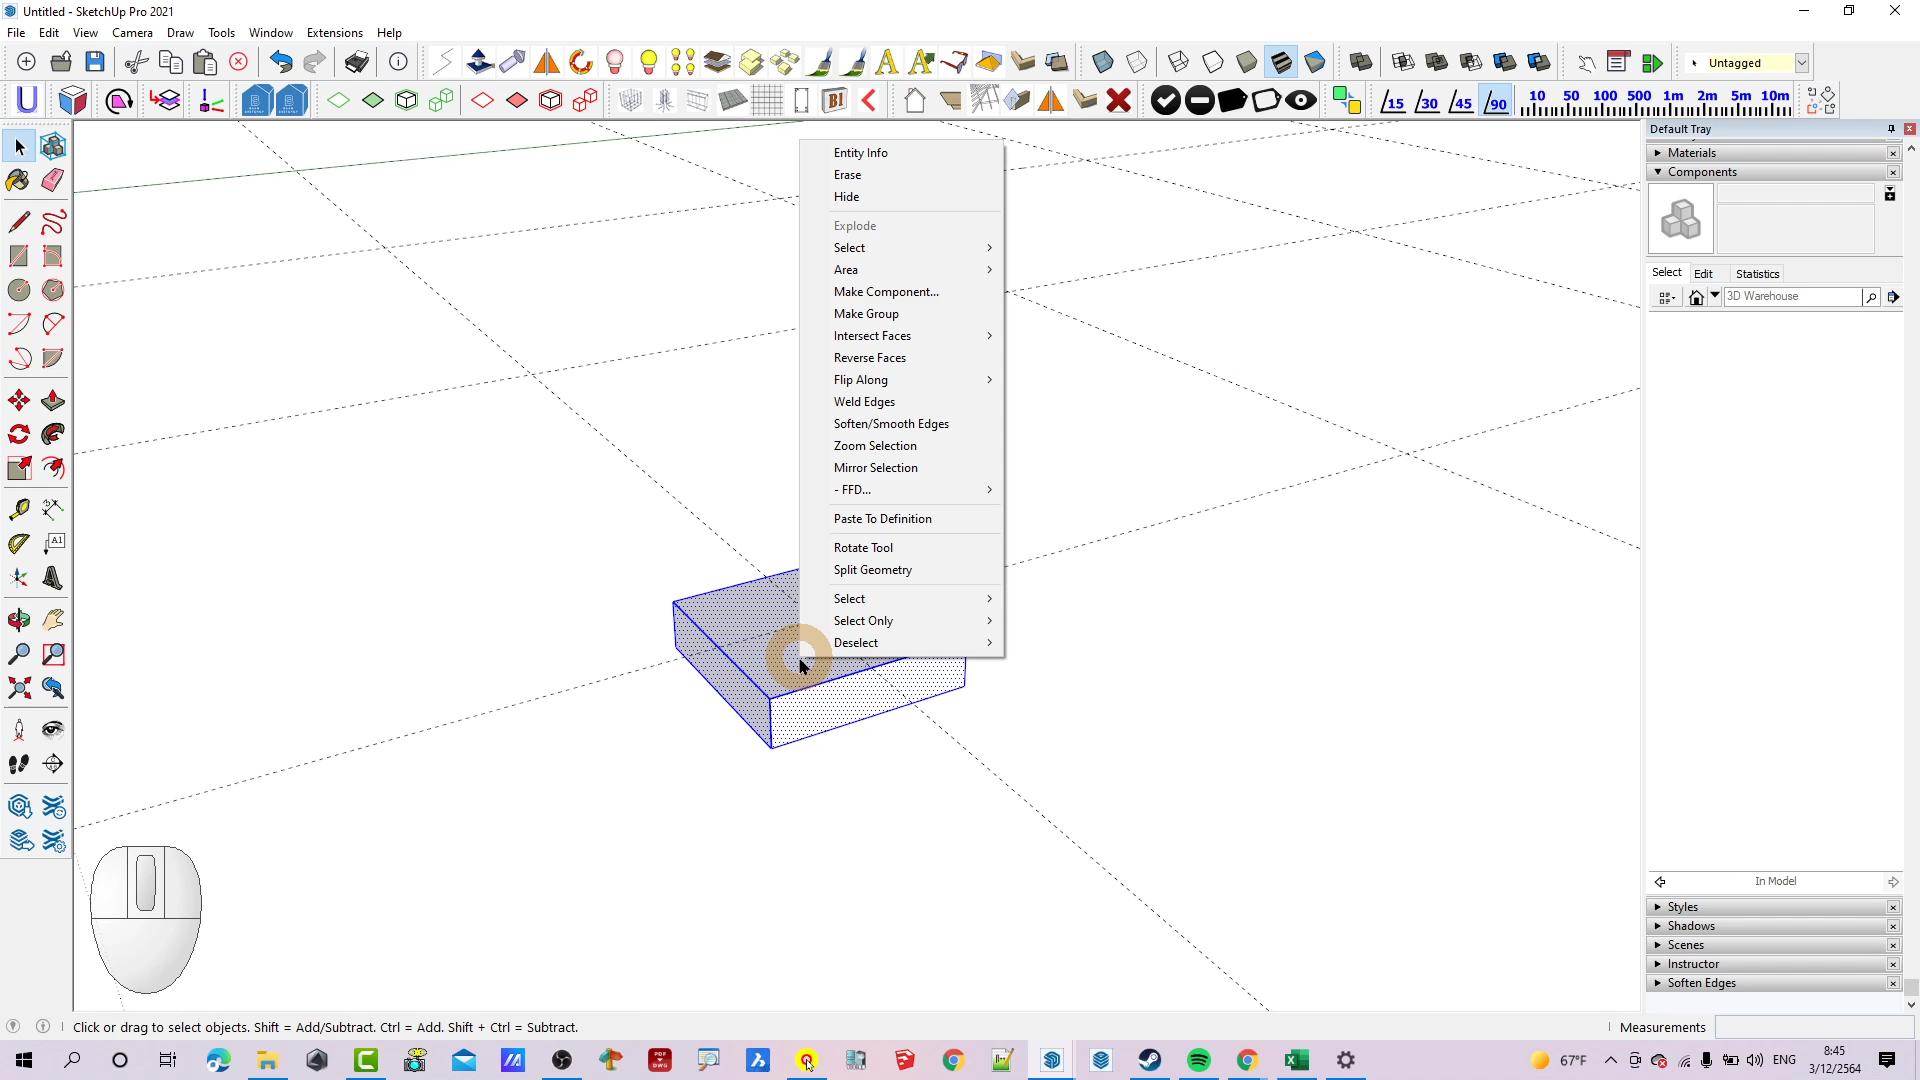 Untitled - SketchUp Pro 2021
File Edit View Camera Draw Tools Window Extensions Help
Untagged
BI
15 30 45 90
10 50 100 500 1m 2m 5m 10m
Default Tray
Materials
Components
Select Edit Statistics
3D Warehouse
In Model
Styles
Shadows
Scenes
Instructor
Soften Edges
Entity Info
Erase
Hide
Explode
Select
Area
Make Component...
Make Group
Intersect Faces
Reverse Faces
Flip Along
Weld Edges
Soften/Smooth Edges
Zoom Selection
Mirror Selection
- FFD...
Paste To Definition
Rotate Tool
Split Geometry
Select
Select Only
Deselect
A1
Click or drag to select objects. Shift = Add/Subtract. Ctrl = Add. Shift + Ctrl = Subtract.
Measurements
PDF
DWG
67°F
ENG
8:45
3/12/2564